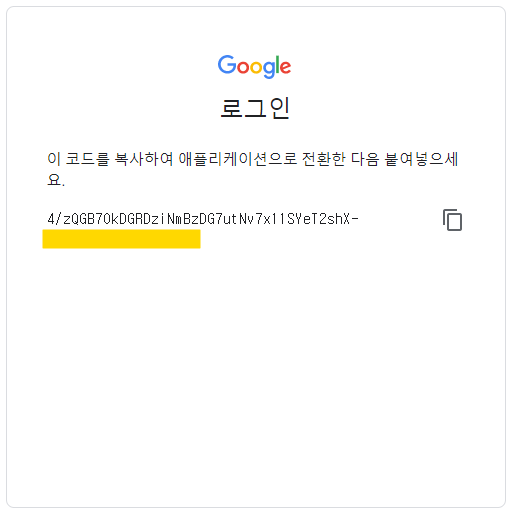 Google
로그인
이 코드를 복사하여 애플리케이션으로 전환한 다음 붙여넣으세
요.
4/zQGB7OkDGRDziNmBzDG7utNv7x11SYeT2shX-